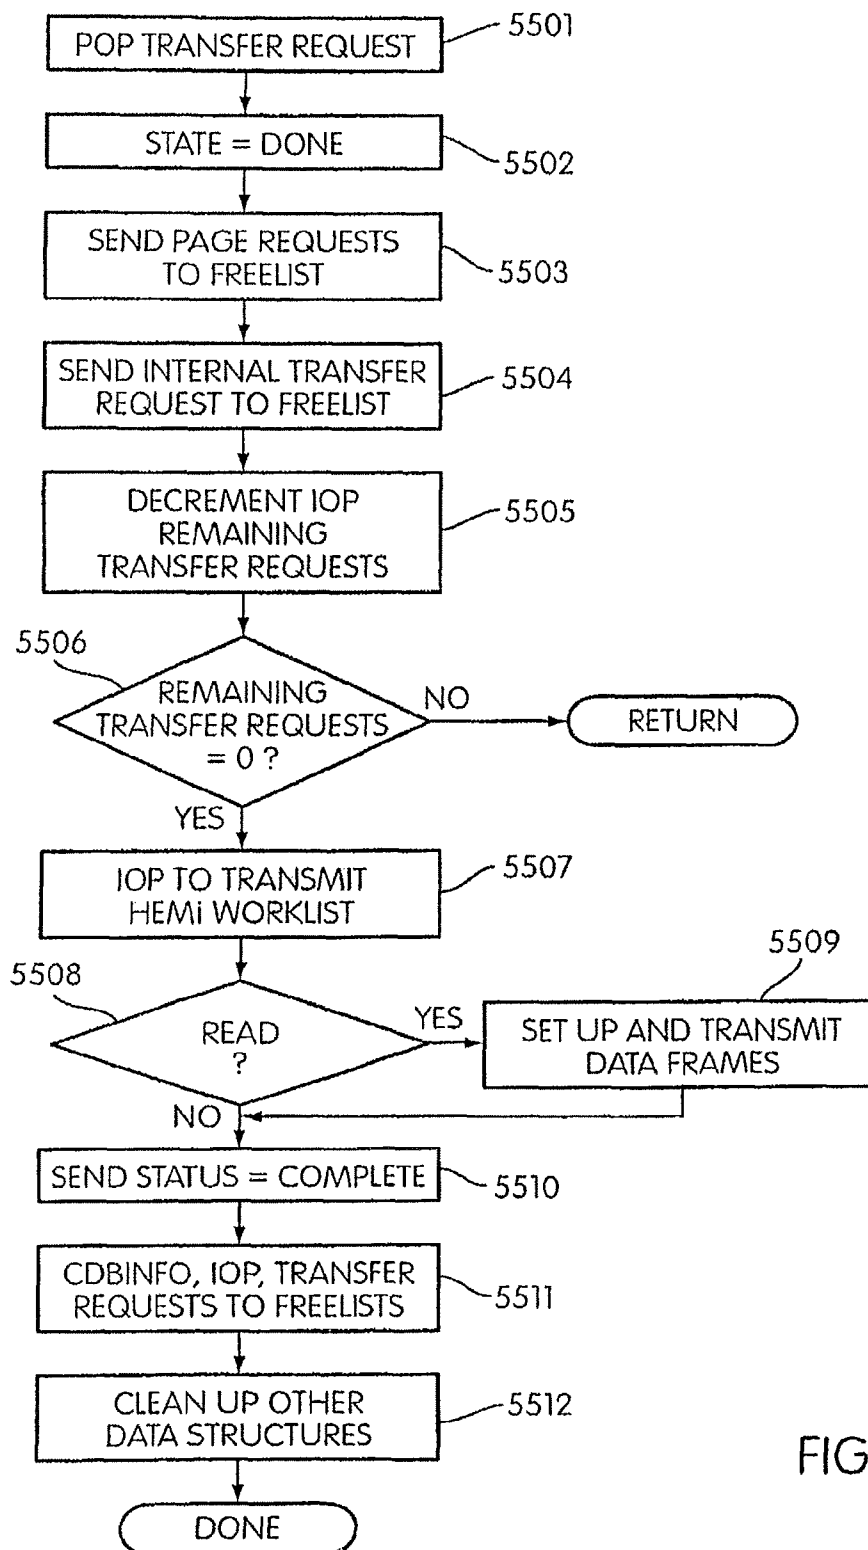 POP TRANSFER REQUEST
5501
STATE = DONE
5502
SEND PAGE REQUESTS
TO FREELIST
5503
SEND INTERNAL TRANSFER
REQUEST TO FREELIST
5504
DECREMENT IOP
REMAINING
TRANSFER REQUESTS
5505
5506
REMAINING
TRANSFER REQUESTS
= 0 ?
NO
RETURN
YES
IOP TO TRANSMIT
HEMi WORKLIST
5507
5508
READ
?
YES
5509
SET UP AND TRANSMIT
DATA FRAMES
NO
SEND STATUS = COMPLETE
5510
CDBINFO, IOP, TRANSFER
REQUESTS TO FREELISTS
5511
CLEAN UP OTHER
DATA STRUCTURES
5512
DONE
FIG